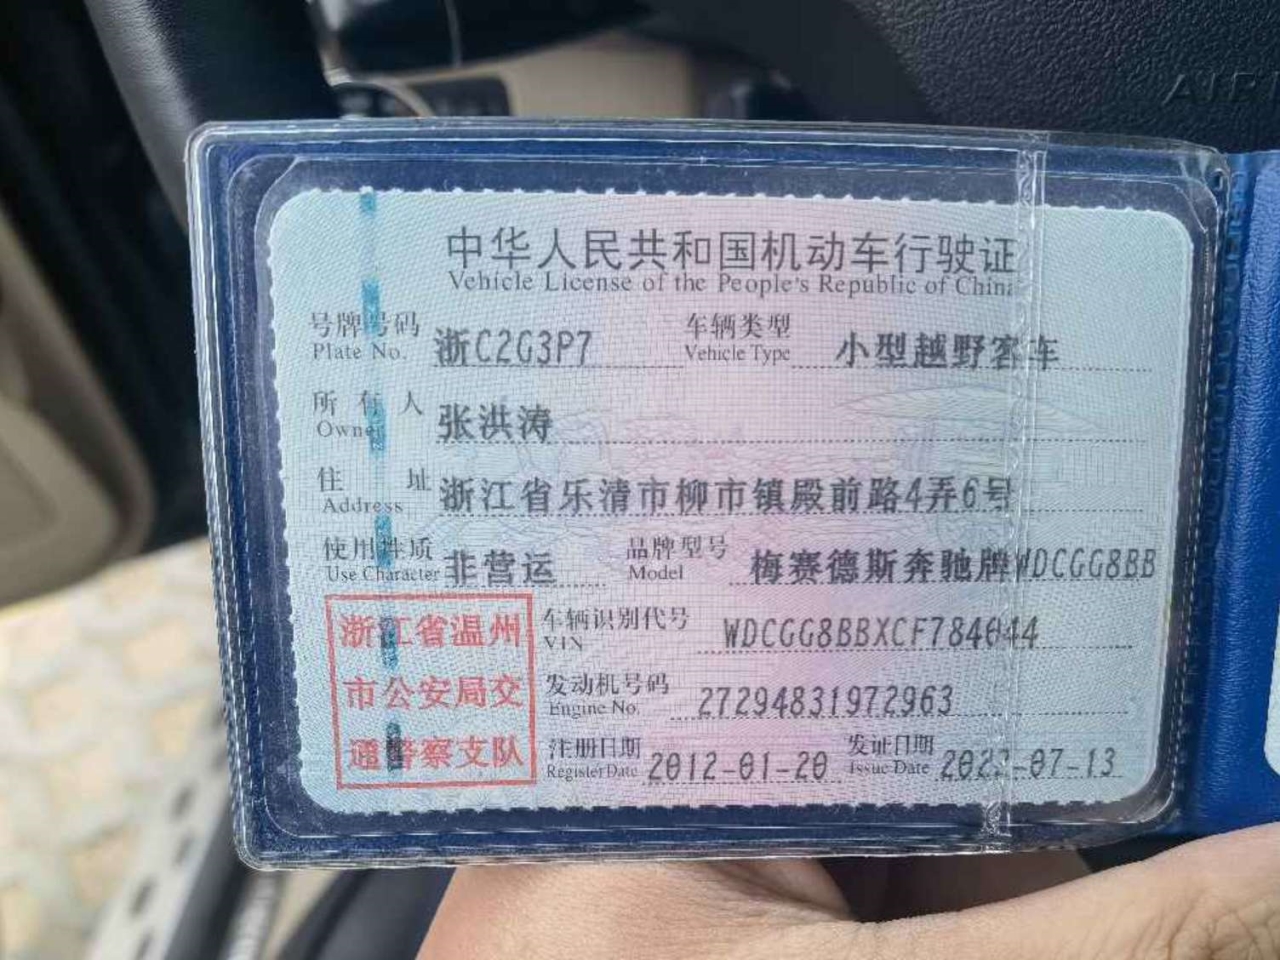 中华人民共和国机动车行驶证
Vehicle License of the People's Republic of China
号牌号码 浙C2G3P7 车辆类型 小型越野客车
Plate No. Vehicle Type
所有人 张洪涛
Owner
住址 浙江省乐清市柳市镇殿前路4弄6号
Address
使用性质 非营运 品牌型号 梅赛德斯奔驰牌WDCGG8BB
Use Character Model
浙江省温州
市公安局交
通警察支队
车辆识别代号 WDCGG8BBXCF784044
VIN
发动机号码 27294831972963
Engine No.
注册日期 2012-01-20 发证日期 -07-13
Register Date Issue Date